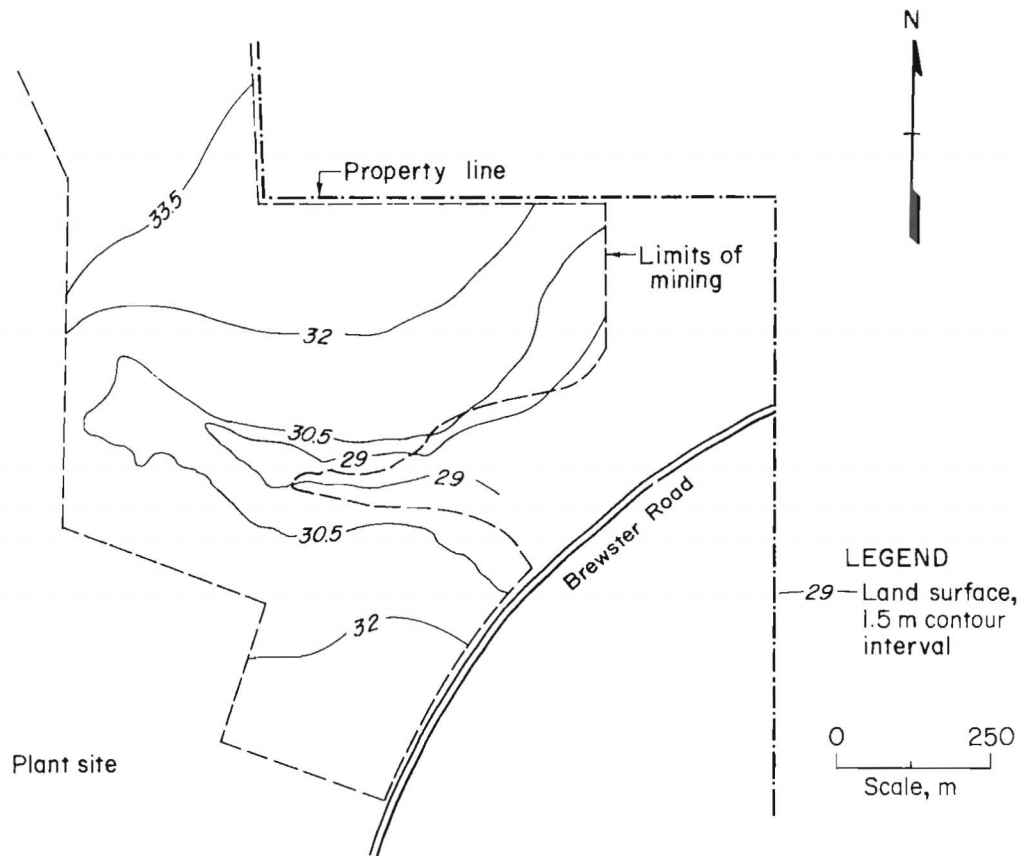 N
Property line
33.5
Limits of
mining
32
30.5
29
29
30.5
Brewster Road
LEGEND
29 Land surface,
1.5 m contour
interval
32
0 250
Scale, m
Plant site